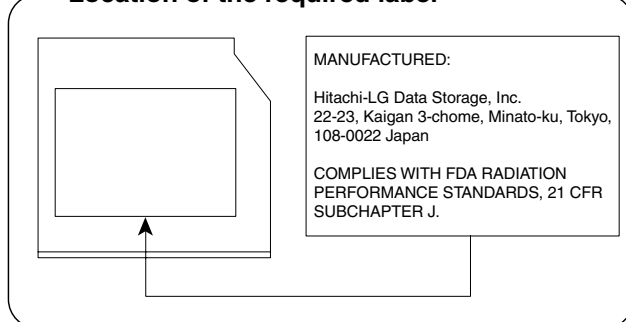 Location of the required label
MANUFACTURED:
Hitachi-LG Data Storage, Inc.
22-23, Kaigan 3-chome, Minato-ku, Tokyo,
108-0022 Japan
COMPLIES WITH FDA RADIATION
PERFORMANCE STANDARDS, 21 CFR
SUBCHAPTER J.